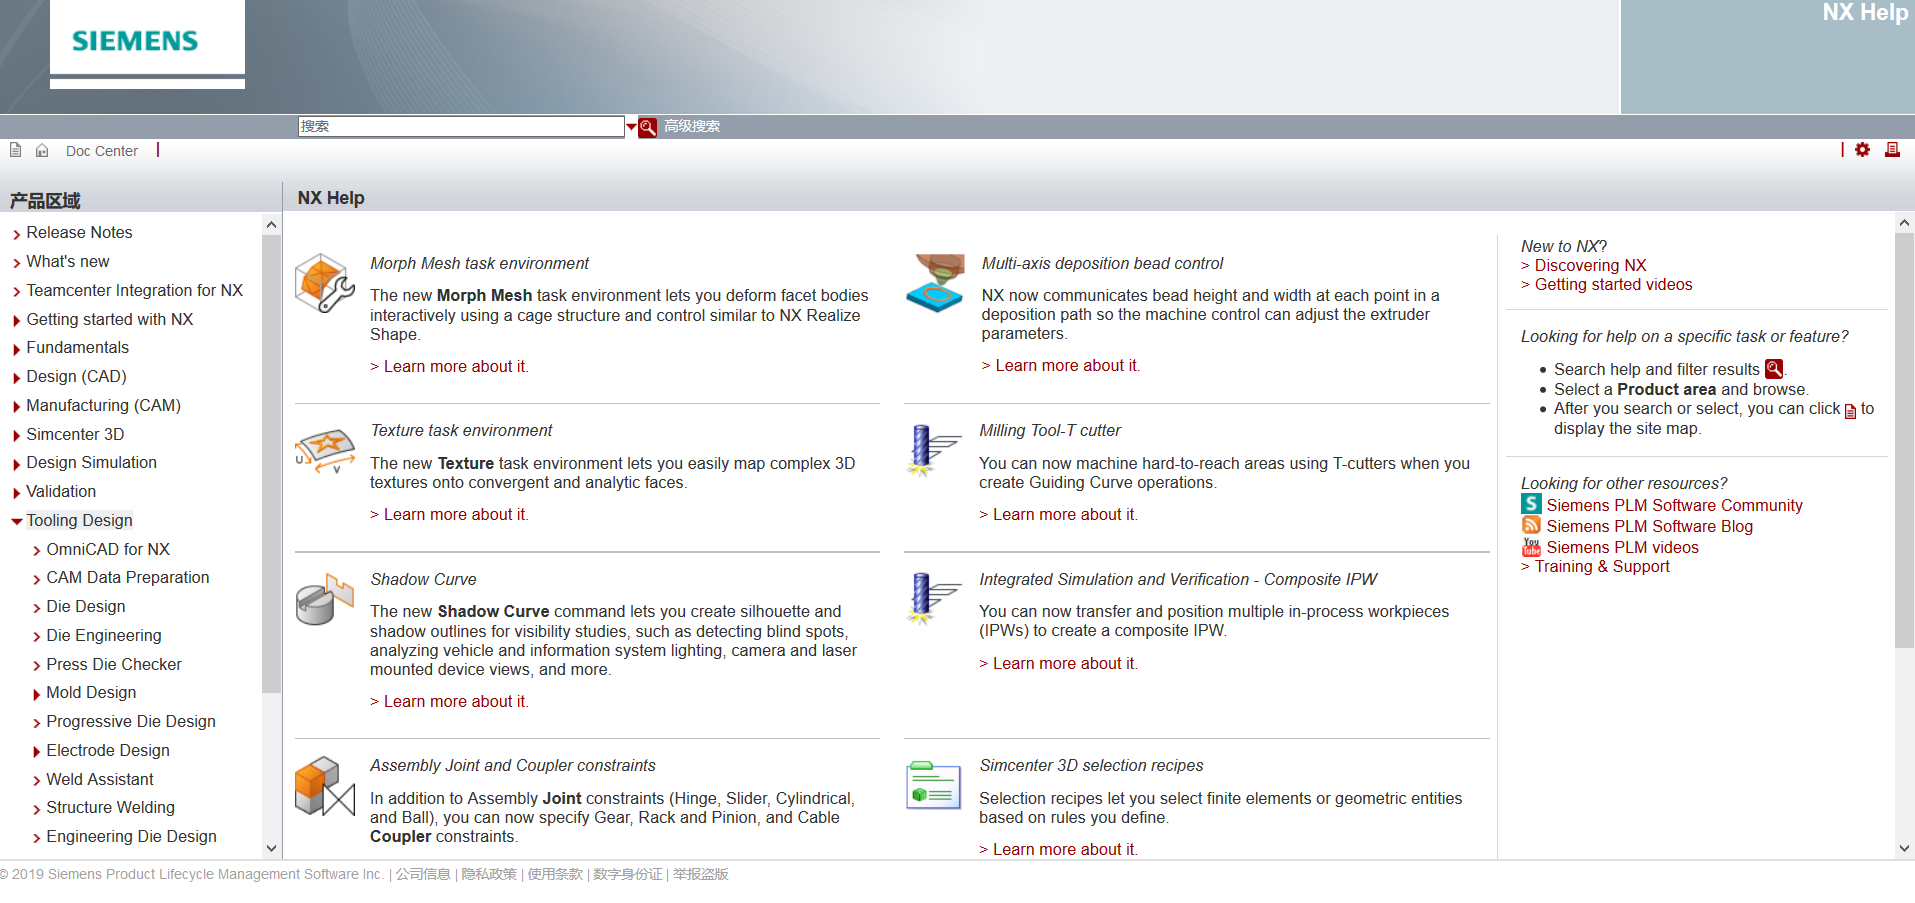 SIEMENS
NX Help
搜索
高级搜索
Doc Center
产品区域
Release Notes
What's new
Teamcenter Integration for NX
Getting started with NX
Fundamentals
Design (CAD)
Manufacturing (CAM)
Simcenter 3D
Design Simulation
Validation
Tooling Design
OmniCAD for NX
CAM Data Preparation
Die Design
Die Engineering
Press Die Checker
Mold Design
Progressive Die Design
Electrode Design
Weld Assistant
Structure Welding
Engineering Die Design
NX Help
Morph Mesh task environment
The new Morph Mesh task environment lets you deform facet bodies
interactively using a cage structure and control similar to NX Realize
Shape.
> Learn more about it.
Multi-axis deposition bead control
NX now communicates bead height and width at each point in a
deposition path so the machine control can adjust the extruder
parameters.
> Learn more about it.
U
V
Texture task environment
The new Texture task environment lets you easily map complex 3D
textures onto convergent and analytic faces.
> Learn more about it.
Milling Tool-T cutter
You can now machine hard-to-reach areas using T-cutters when you
create Guiding Curve operations.
> Learn more about it.
Shadow Curve
The new Shadow Curve command lets you create silhouette and
shadow outlines for visibility studies, such as detecting blind spots,
analyzing vehicle and information system lighting, camera and laser
mounted device views, and more.
> Learn more about it.
Integrated Simulation and Verification - Composite IPW
You can now transfer and position multiple in-process workpieces
(IPWs) to create a composite IPW.
> Learn more about it.
Assembly Joint and Coupler constraints
In addition to Assembly Joint constraints (Hinge, Slider, Cylindrical,
and Ball), you can now specify Gear, Rack and Pinion, and Cable
Coupler constraints.
Simcenter 3D selection recipes
Selection recipes let you select finite elements or geometric entities
based on rules you define.
> Learn more about it.
New to NX?
> Discovering NX
> Getting started videos
Looking for help on a specific task or feature?
• Search help and filter results .
• Select a Product area and browse.
• After you search or select, you can click to
display the site map.
Looking for other resources?
S Siemens PLM Software Community
Siemens PLM Software Blog
You Tube Siemens PLM videos
> Training & Support
© 2019 Siemens Product Lifecycle Management Software Inc. | 公司信息 | 隐私政策 | 使用条款 | 数字身份证 | 举报盗版